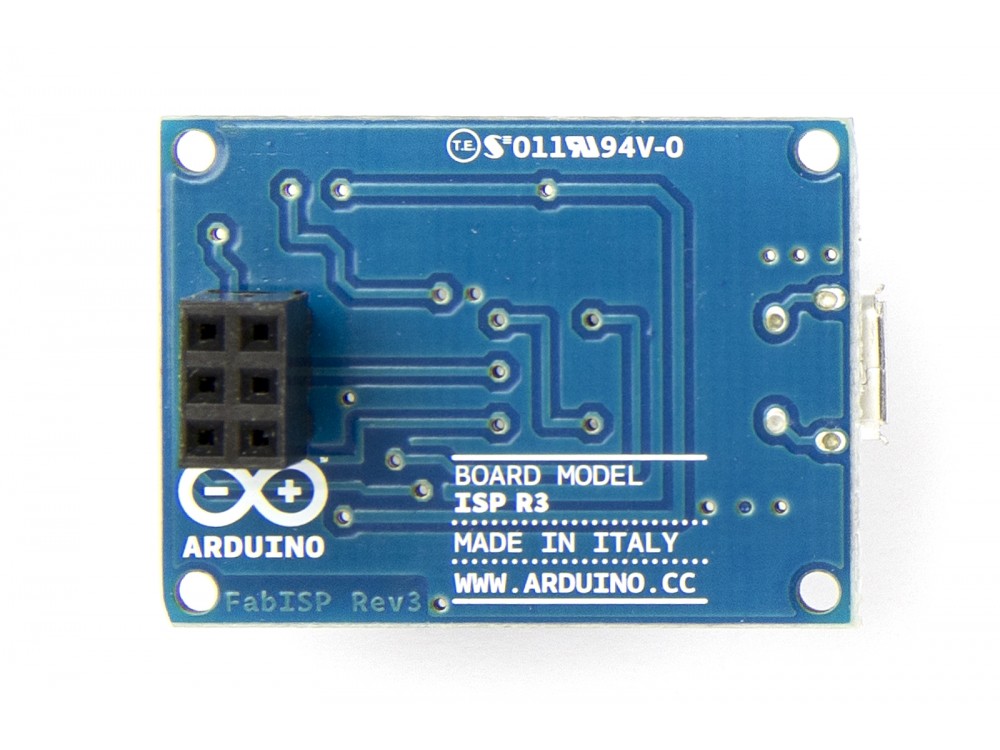 T.E. S 011 94V-0
BOARD MODEL
ISP R3
MADE IN ITALY
WWW.ARDUINO.CC
ARDUINO
FabISP Rev3